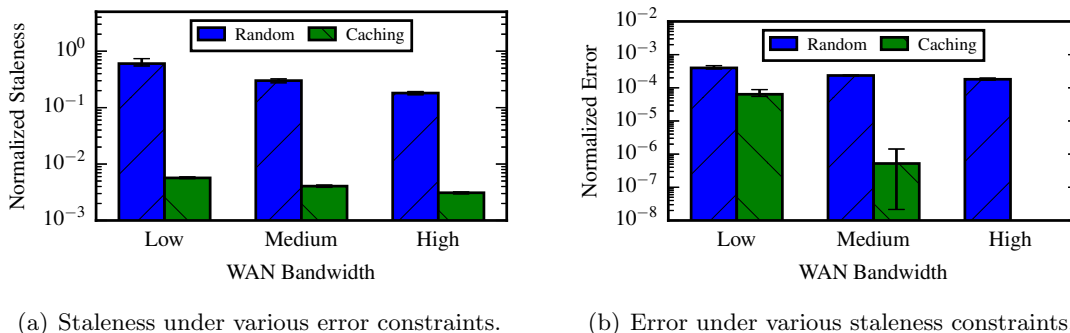 Normalized Staleness
10⁰
10⁻¹
10⁻²
10⁻³
Random
Caching
Low
Medium
High
WAN Bandwidth
(a) Staleness under various error constraints.
Normalized Error
10⁻²
10⁻³
10⁻⁴
10⁻⁵
10⁻⁶
10⁻⁷
10⁻⁸
Random
Caching
Low
Medium
High
WAN Bandwidth
(b) Error under various staleness constraints